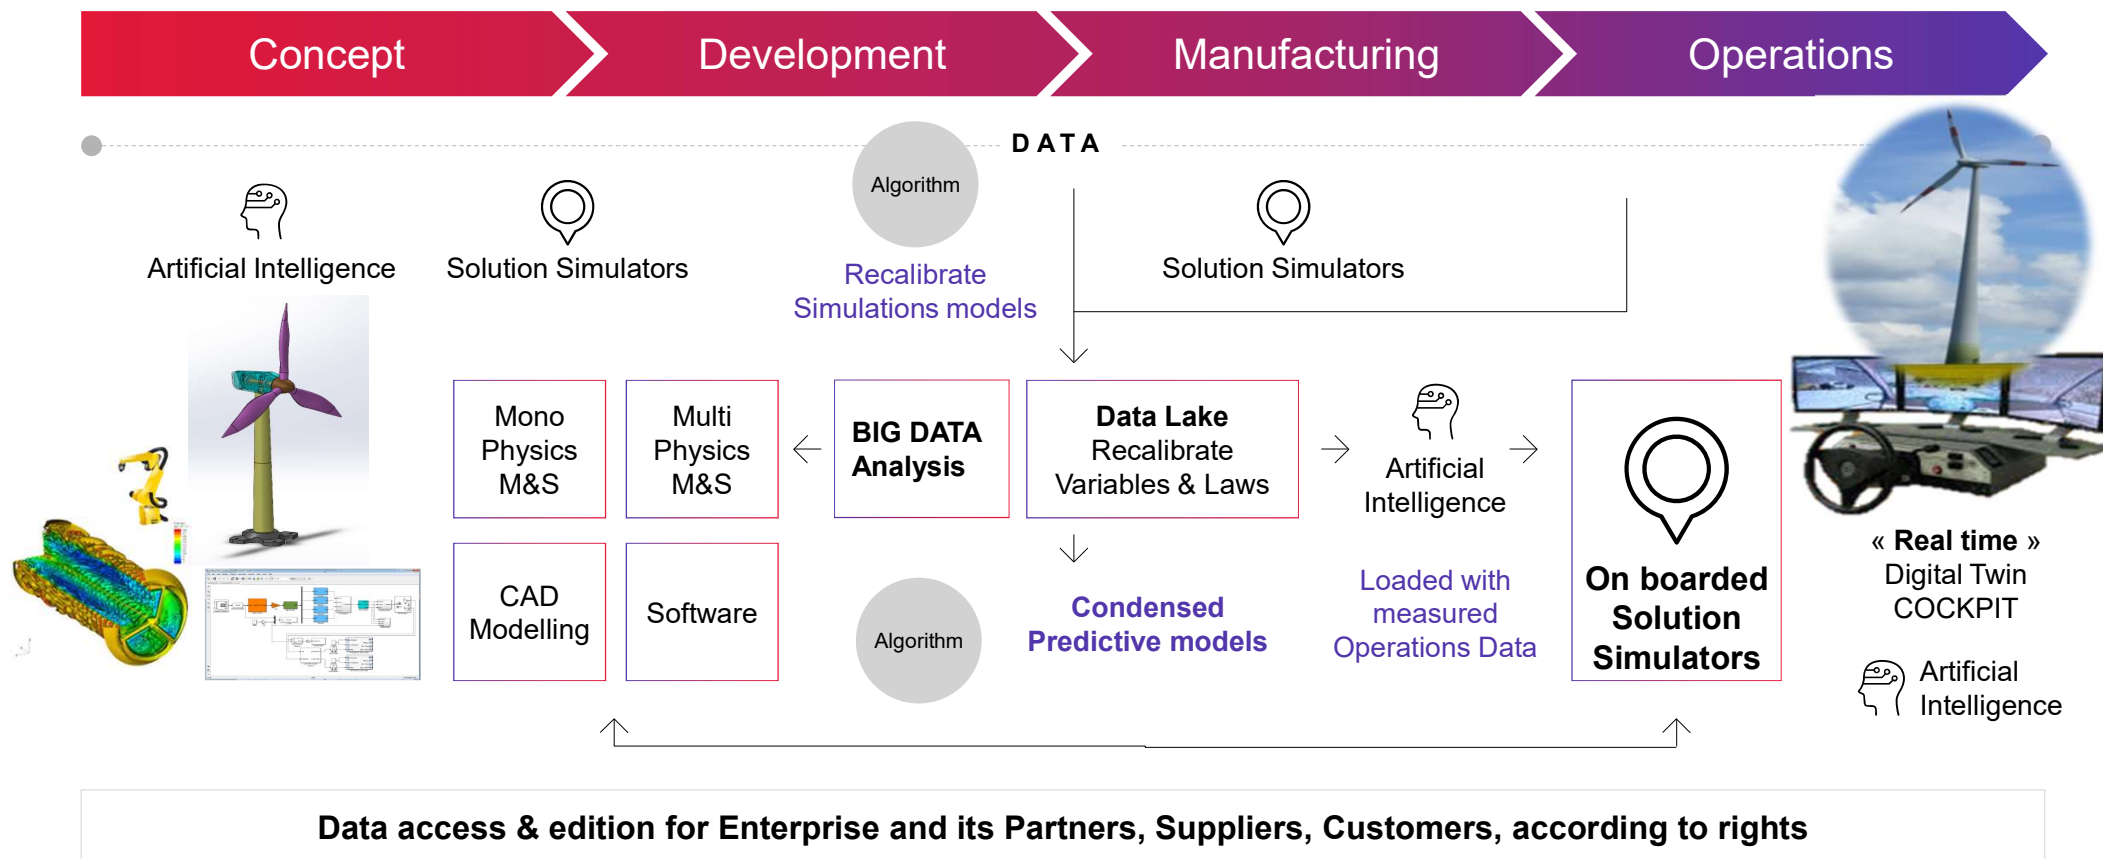 Concept
Development
Manufacturing
Operations
DATA
Algorithm
Artificial Intelligence
Solution Simulators
Recalibrate
Simulations models
Solution Simulators
Mono
Physics
M&S
Multi
Physics
M&S
BIG DATA
Analysis
Data Lake
Recalibrate
Variables & Laws
Artificial
Intelligence
On boarded
Solution
Simulators
« Real time »
Digital Twin
COCKPIT
CAD
Modelling
Software
Algorithm
Condensed
Predictive models
Loaded with
measured
Operations Data
Artificial
Intelligence
Data access & edition for Enterprise and its Partners, Suppliers, Customers, according to rights